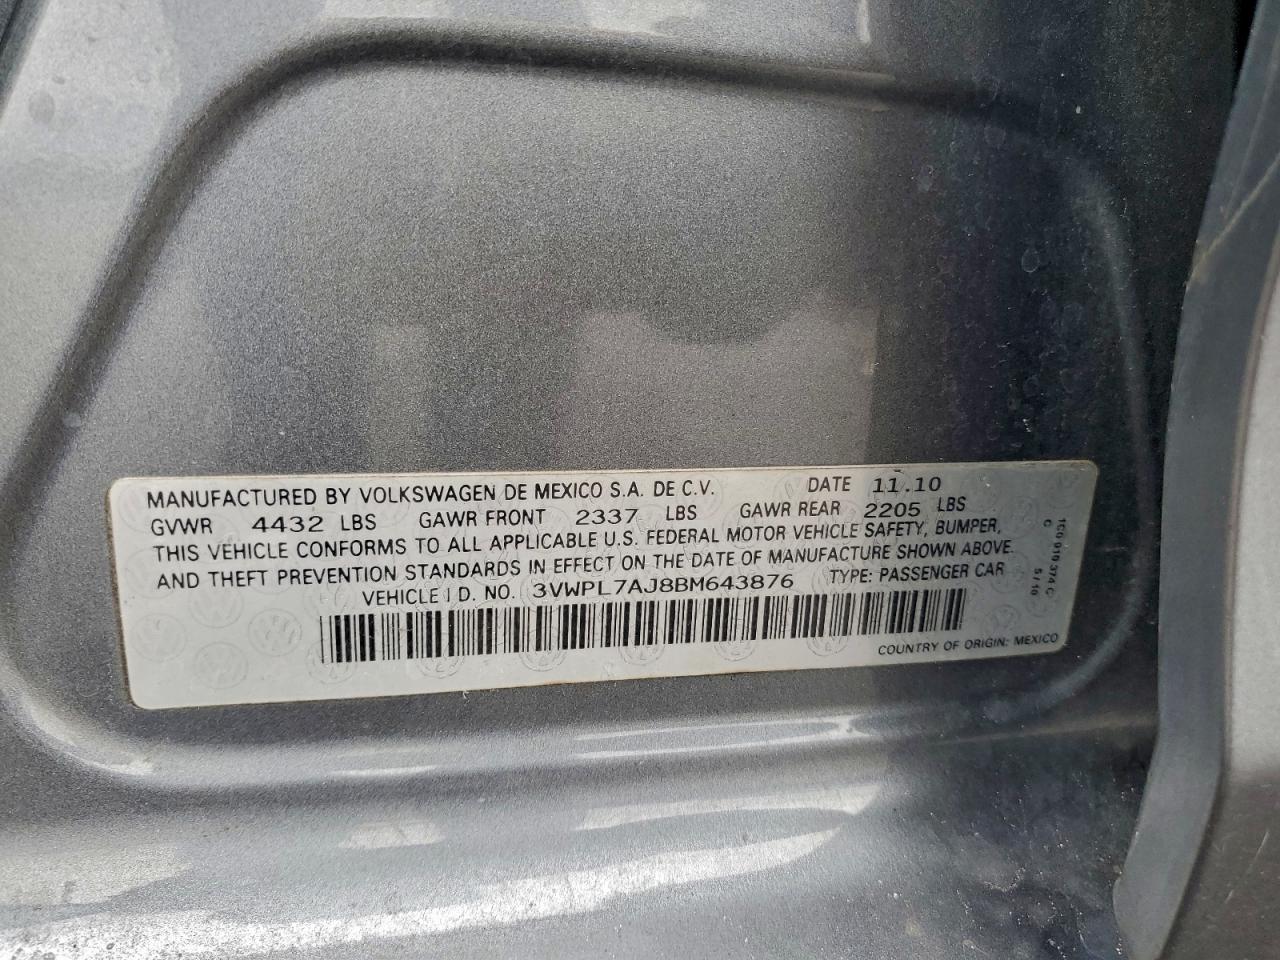 MANUFACTURED BY VOLKSWAGEN DE MEXICO S.A. DE C.V. DATE 11.10
GVWR 4432 LBS GAWR FRONT 2337 LBS GAWR REAR 2205 LBS
THIS VEHICLE CONFORMS TO ALL APPLICABLE U.S. FEDERAL MOTOR VEHICLE SAFETY, BUMPER,
AND THEFT PREVENTION STANDARDS IN EFFECT ON THE DATE OF MANUFACTURE SHOWN ABOVE.
VEHICLE I D. NO. 3VWPL7AJ8BM643876 TYPE: PASSENGER CAR
COUNTRY OF ORIGIN: MEXICO
C
5/10